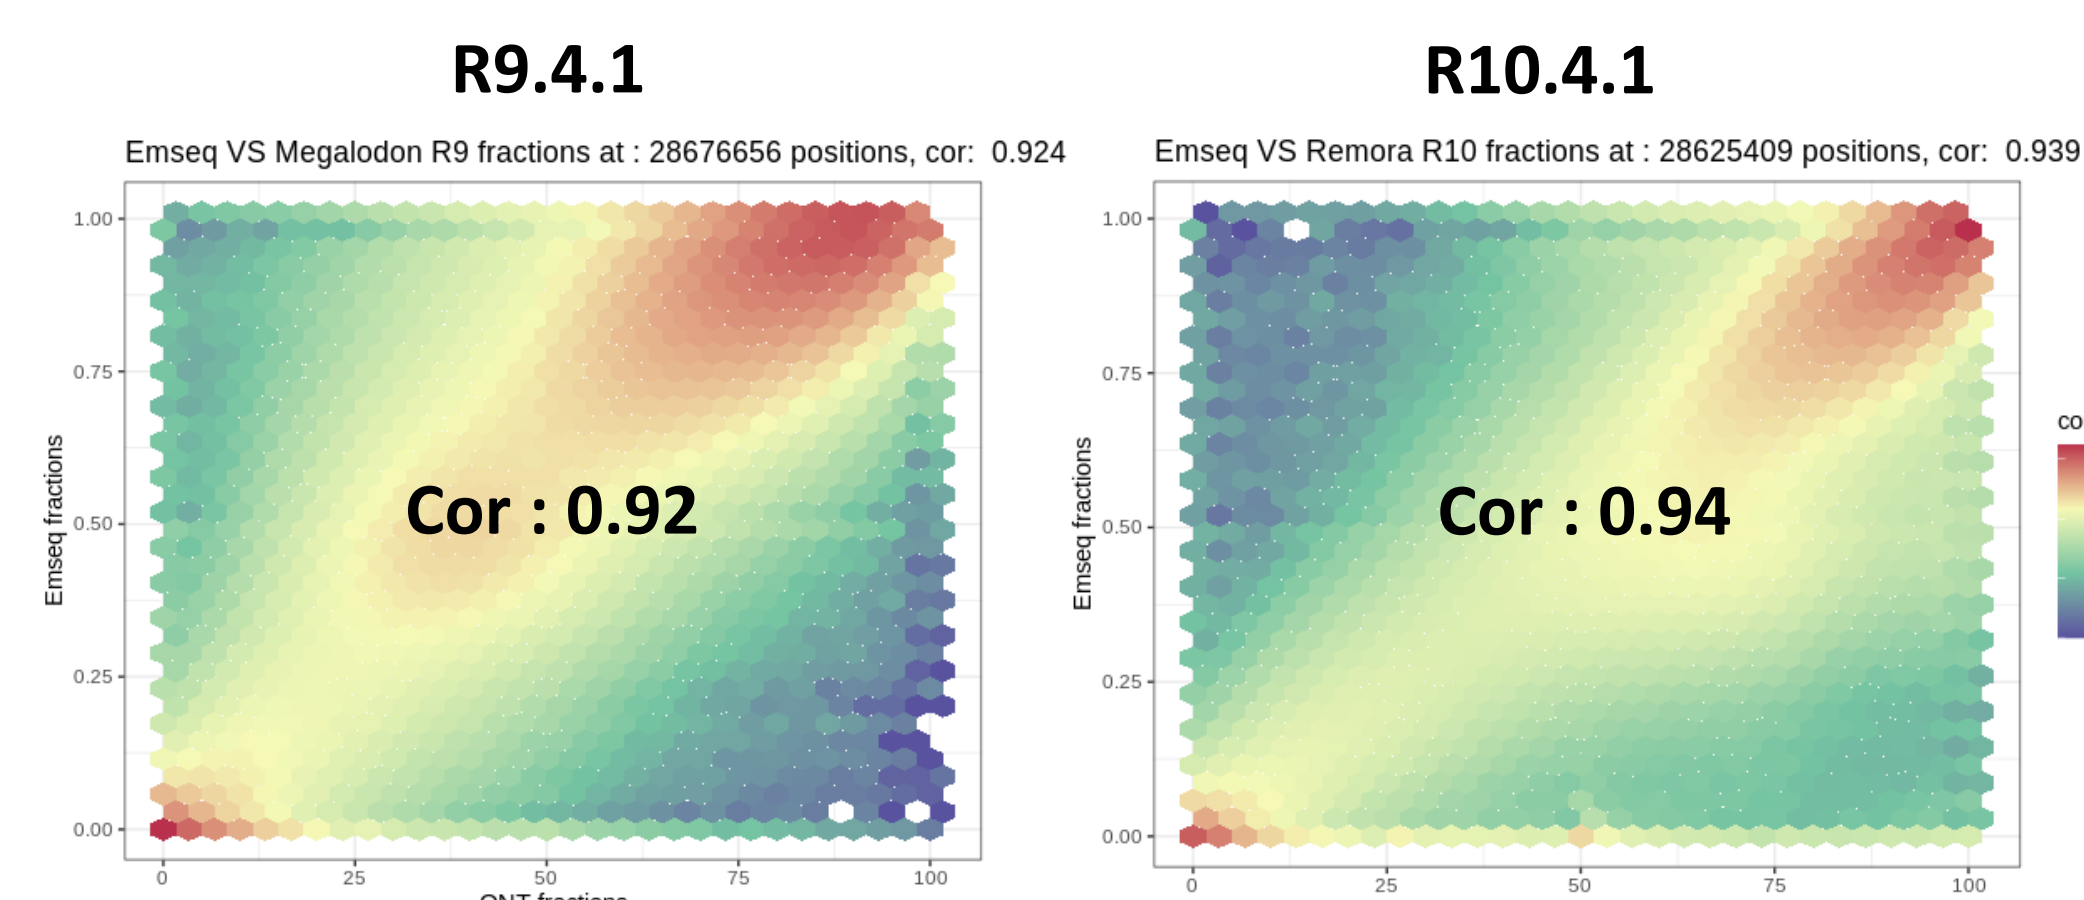 R9.4.1
R10.4.1
Emseq VS Megalodon R9 fractions at : 28676656 positions, cor: 0.924
Emseq fractions
1.00
0.75
0.50
0.25
0.00
Cor : 0.92
0 25 50 75 100
ONT fractions
Emseq VS Remora R10 fractions at : 28625409 positions, cor: 0.939
Emseq fractions
1.00
0.75
0.50
0.25
0.00
Cor : 0.94
0 25 50 75 100
co